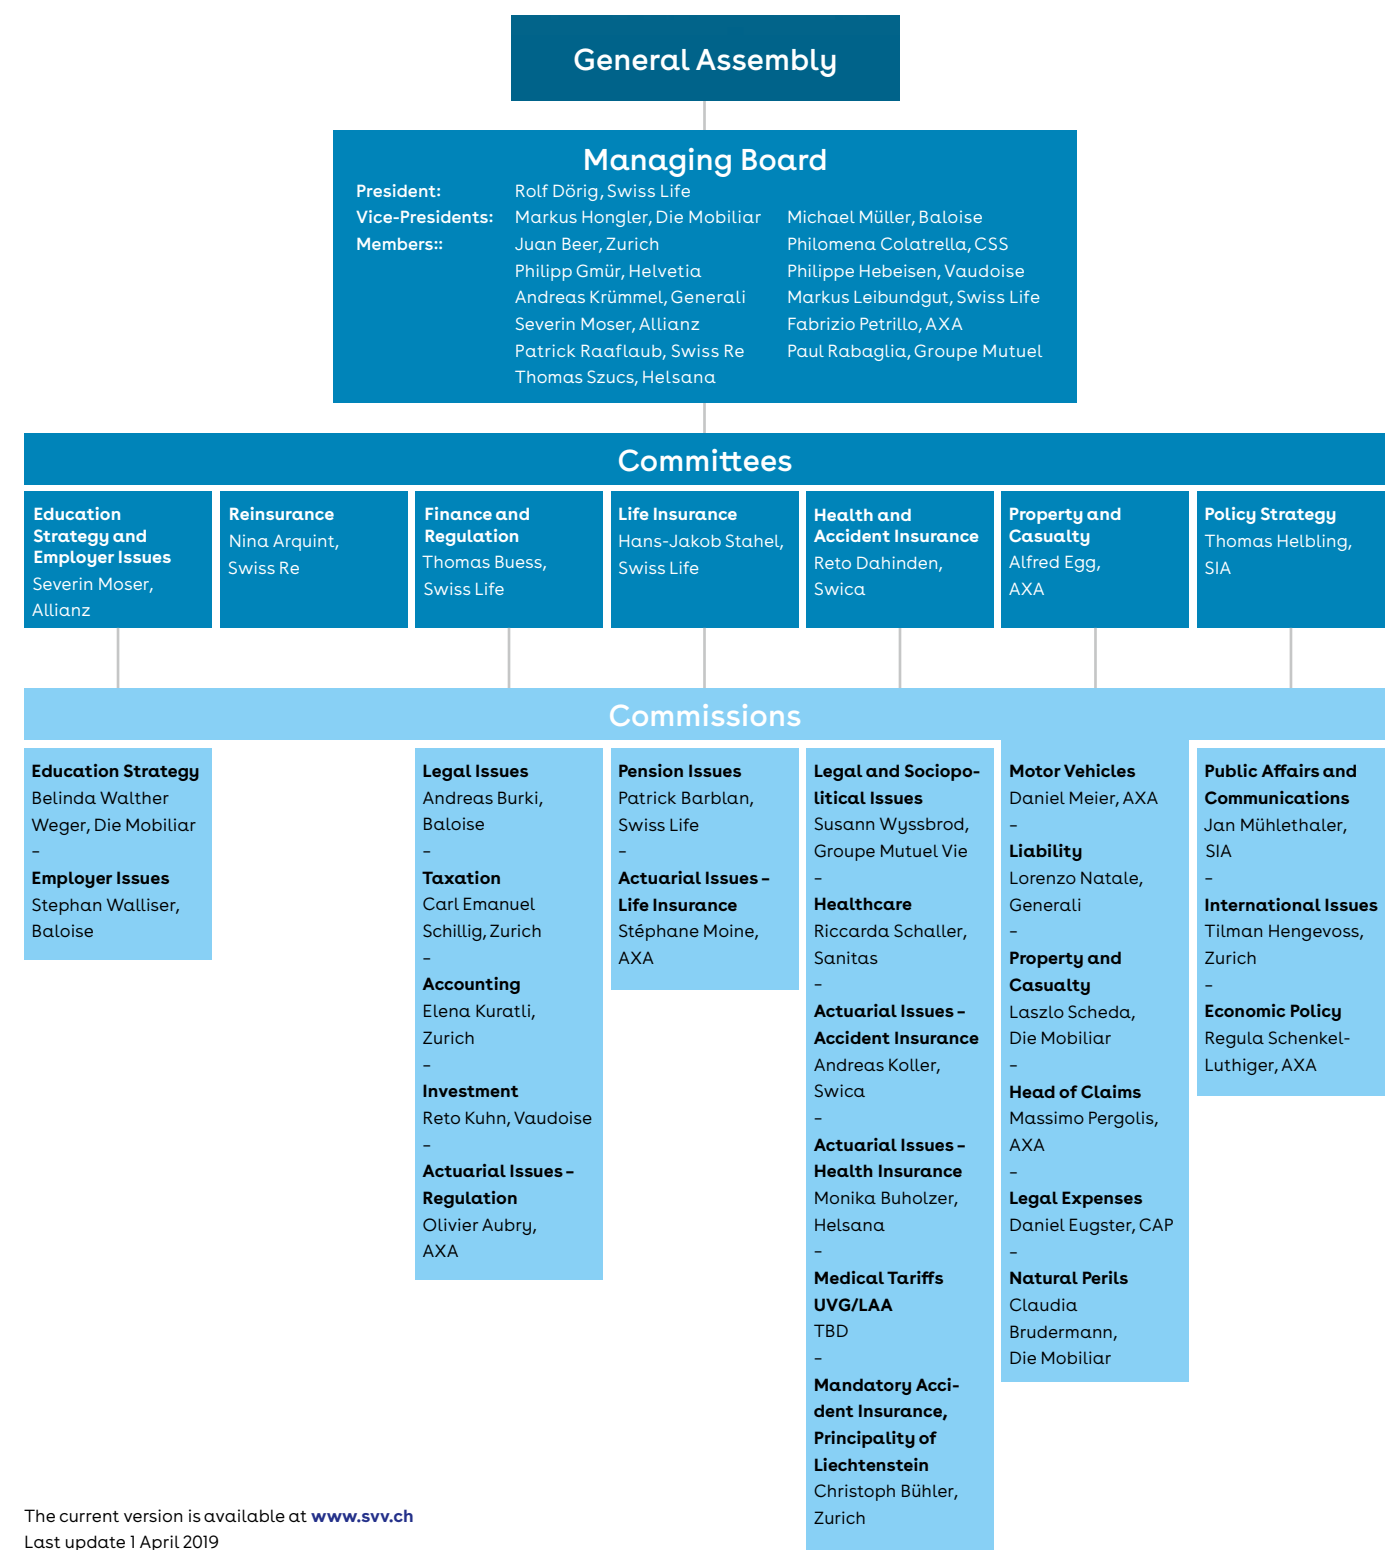 General Assembly
Managing Board
President: Rolf Dörig, Swiss Life
Vice-Presidents: Markus Hongler, Die Mobiliar Michael Müller, Baloise
Members:: Juan Beer, Zurich Philomena Colatrella, CSS
Philipp Gmür, Helvetia Philippe Hebeisen, Vaudoise
Andreas Krümmel, Generali Markus Leibundgut, Swiss Life
Severin Moser, Allianz Fabrizio Petrillo, AXA
Patrick Raaflaub, Swiss Re Paul Rabaglia, Groupe Mutuel
Thomas Szucs, Helsana
Committees
Education
Strategy and
Employer Issues
Severin Moser,
Allianz
Reinsurance
Nina Arquint,
Swiss Re
Finance and
Regulation
Thomas Buess,
Swiss Life
Life Insurance
Hans-Jakob Stahel,
Swiss Life
Health and
Accident Insurance
Reto Dahinden,
Swica
Property and
Casualty
Alfred Egg,
AXA
Policy Strategy
Thomas Helbling,
SIA
Commissions
Education Strategy
Belinda Walther
Weger, Die Mobiliar
–
Employer Issues
Stephan Walliser,
Baloise
Legal Issues
Andreas Burki,
Baloise
–
Taxation
Carl Emanuel
Schillig, Zurich
–
Accounting
Elena Kuratli,
Zurich
–
Investment
Reto Kuhn, Vaudoise
–
Actuarial Issues –
Regulation
Olivier Aubry,
AXA
Pension Issues
Patrick Barblan,
Swiss Life
–
Actuarial Issues –
Life Insurance
Stéphane Moine,
AXA
Legal and Sociopo-
litical Issues
Susann Wyssbrod,
Groupe Mutuel Vie
–
Healthcare
Riccarda Schaller,
Sanitas
–
Actuarial Issues –
Accident Insurance
Andreas Koller,
Swica
–
Actuarial Issues –
Health Insurance
Monika Buholzer,
Helsana
–
Medical Tariffs
UVG/LAA
TBD
–
Mandatory Acci-
dent Insurance,
Principality of
Liechtenstein
Christoph Bühler,
Zurich
Motor Vehicles
Daniel Meier, AXA
–
Liability
Lorenzo Natale,
Generali
–
Property and
Casualty
Laszlo Scheda,
Die Mobiliar
–
Head of Claims
Massimo Pergolis,
AXA
–
Legal Expenses
Daniel Eugster, CAP
–
Natural Perils
Claudia
Brudermann,
Die Mobiliar
Public Affairs and
Communications
Jan Mühlethaler,
SIA
–
International Issues
Tilman Hengevoss,
Zurich
–
Economic Policy
Regula Schenkel-
Luthiger, AXA
The current version is available at www.svv.ch
Last update 1 April 2019